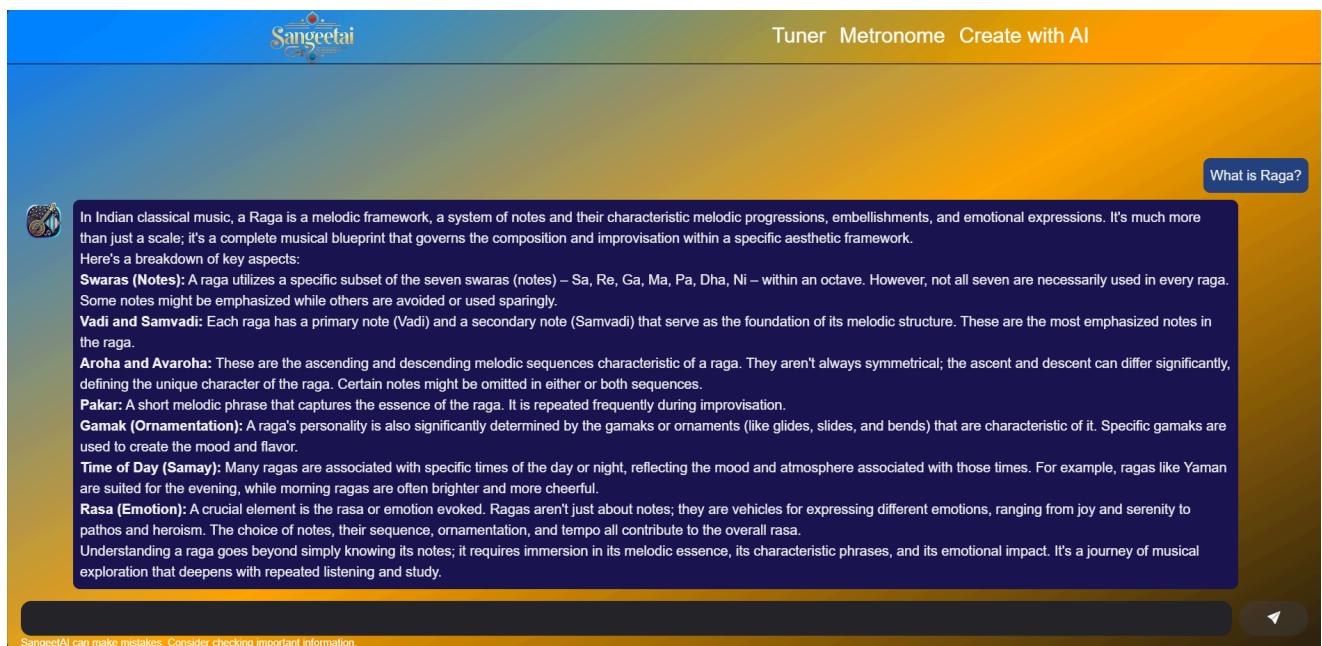 Sangeetai
Tuner Metronome Create with AI
What is Raga?
In Indian classical music, a Raga is a melodic framework, a system of notes and their characteristic melodic progressions, embellishments, and emotional expressions. It's much more
than just a scale; it's a complete musical blueprint that governs the composition and improvisation within a specific aesthetic framework.
Here's a breakdown of key aspects:
Swaras (Notes): A raga utilizes a specific subset of the seven swaras (notes) – Sa, Re, Ga, Ma, Pa, Dha, Ni – within an octave. However, not all seven are necessarily used in every raga.
Some notes might be emphasized while others are avoided or used sparingly.
Vadi and Samvadi: Each raga has a primary note (Vadi) and a secondary note (Samvadi) that serve as the foundation of its melodic structure. These are the most emphasized notes in
the raga.
Aroha and Avaroha: These are the ascending and descending melodic sequences characteristic of a raga. They aren't always symmetrical; the ascent and descent can differ significantly,
defining the unique character of the raga. Certain notes might be omitted in either or both sequences.
Pakar: A short melodic phrase that captures the essence of the raga. It is repeated frequently during improvisation.
Gamak (Ornamentation): A raga's personality is also significantly determined by the gamaks or ornaments (like glides, slides, and bends) that are characteristic of it. Specific gamaks are
used to create the mood and flavor.
Time of Day (Samay): Many ragas are associated with specific times of the day or night, reflecting the mood and atmosphere associated with those times. For example, ragas like Yaman
are suited for the evening, while morning ragas are often brighter and more cheerful.
Rasa (Emotion): A crucial element is the rasa or emotion evoked. Ragas aren't just about notes; they are vehicles for expressing different emotions, ranging from joy and serenity to
pathos and heroism. The choice of notes, their sequence, ornamentation, and tempo all contribute to the overall rasa.
Understanding a raga goes beyond simply knowing its notes; it requires immersion in its melodic essence, its characteristic phrases, and its emotional impact. It's a journey of musical
exploration that deepens with repeated listening and study.
SangeetAI can make mistakes. Consider checking important information.